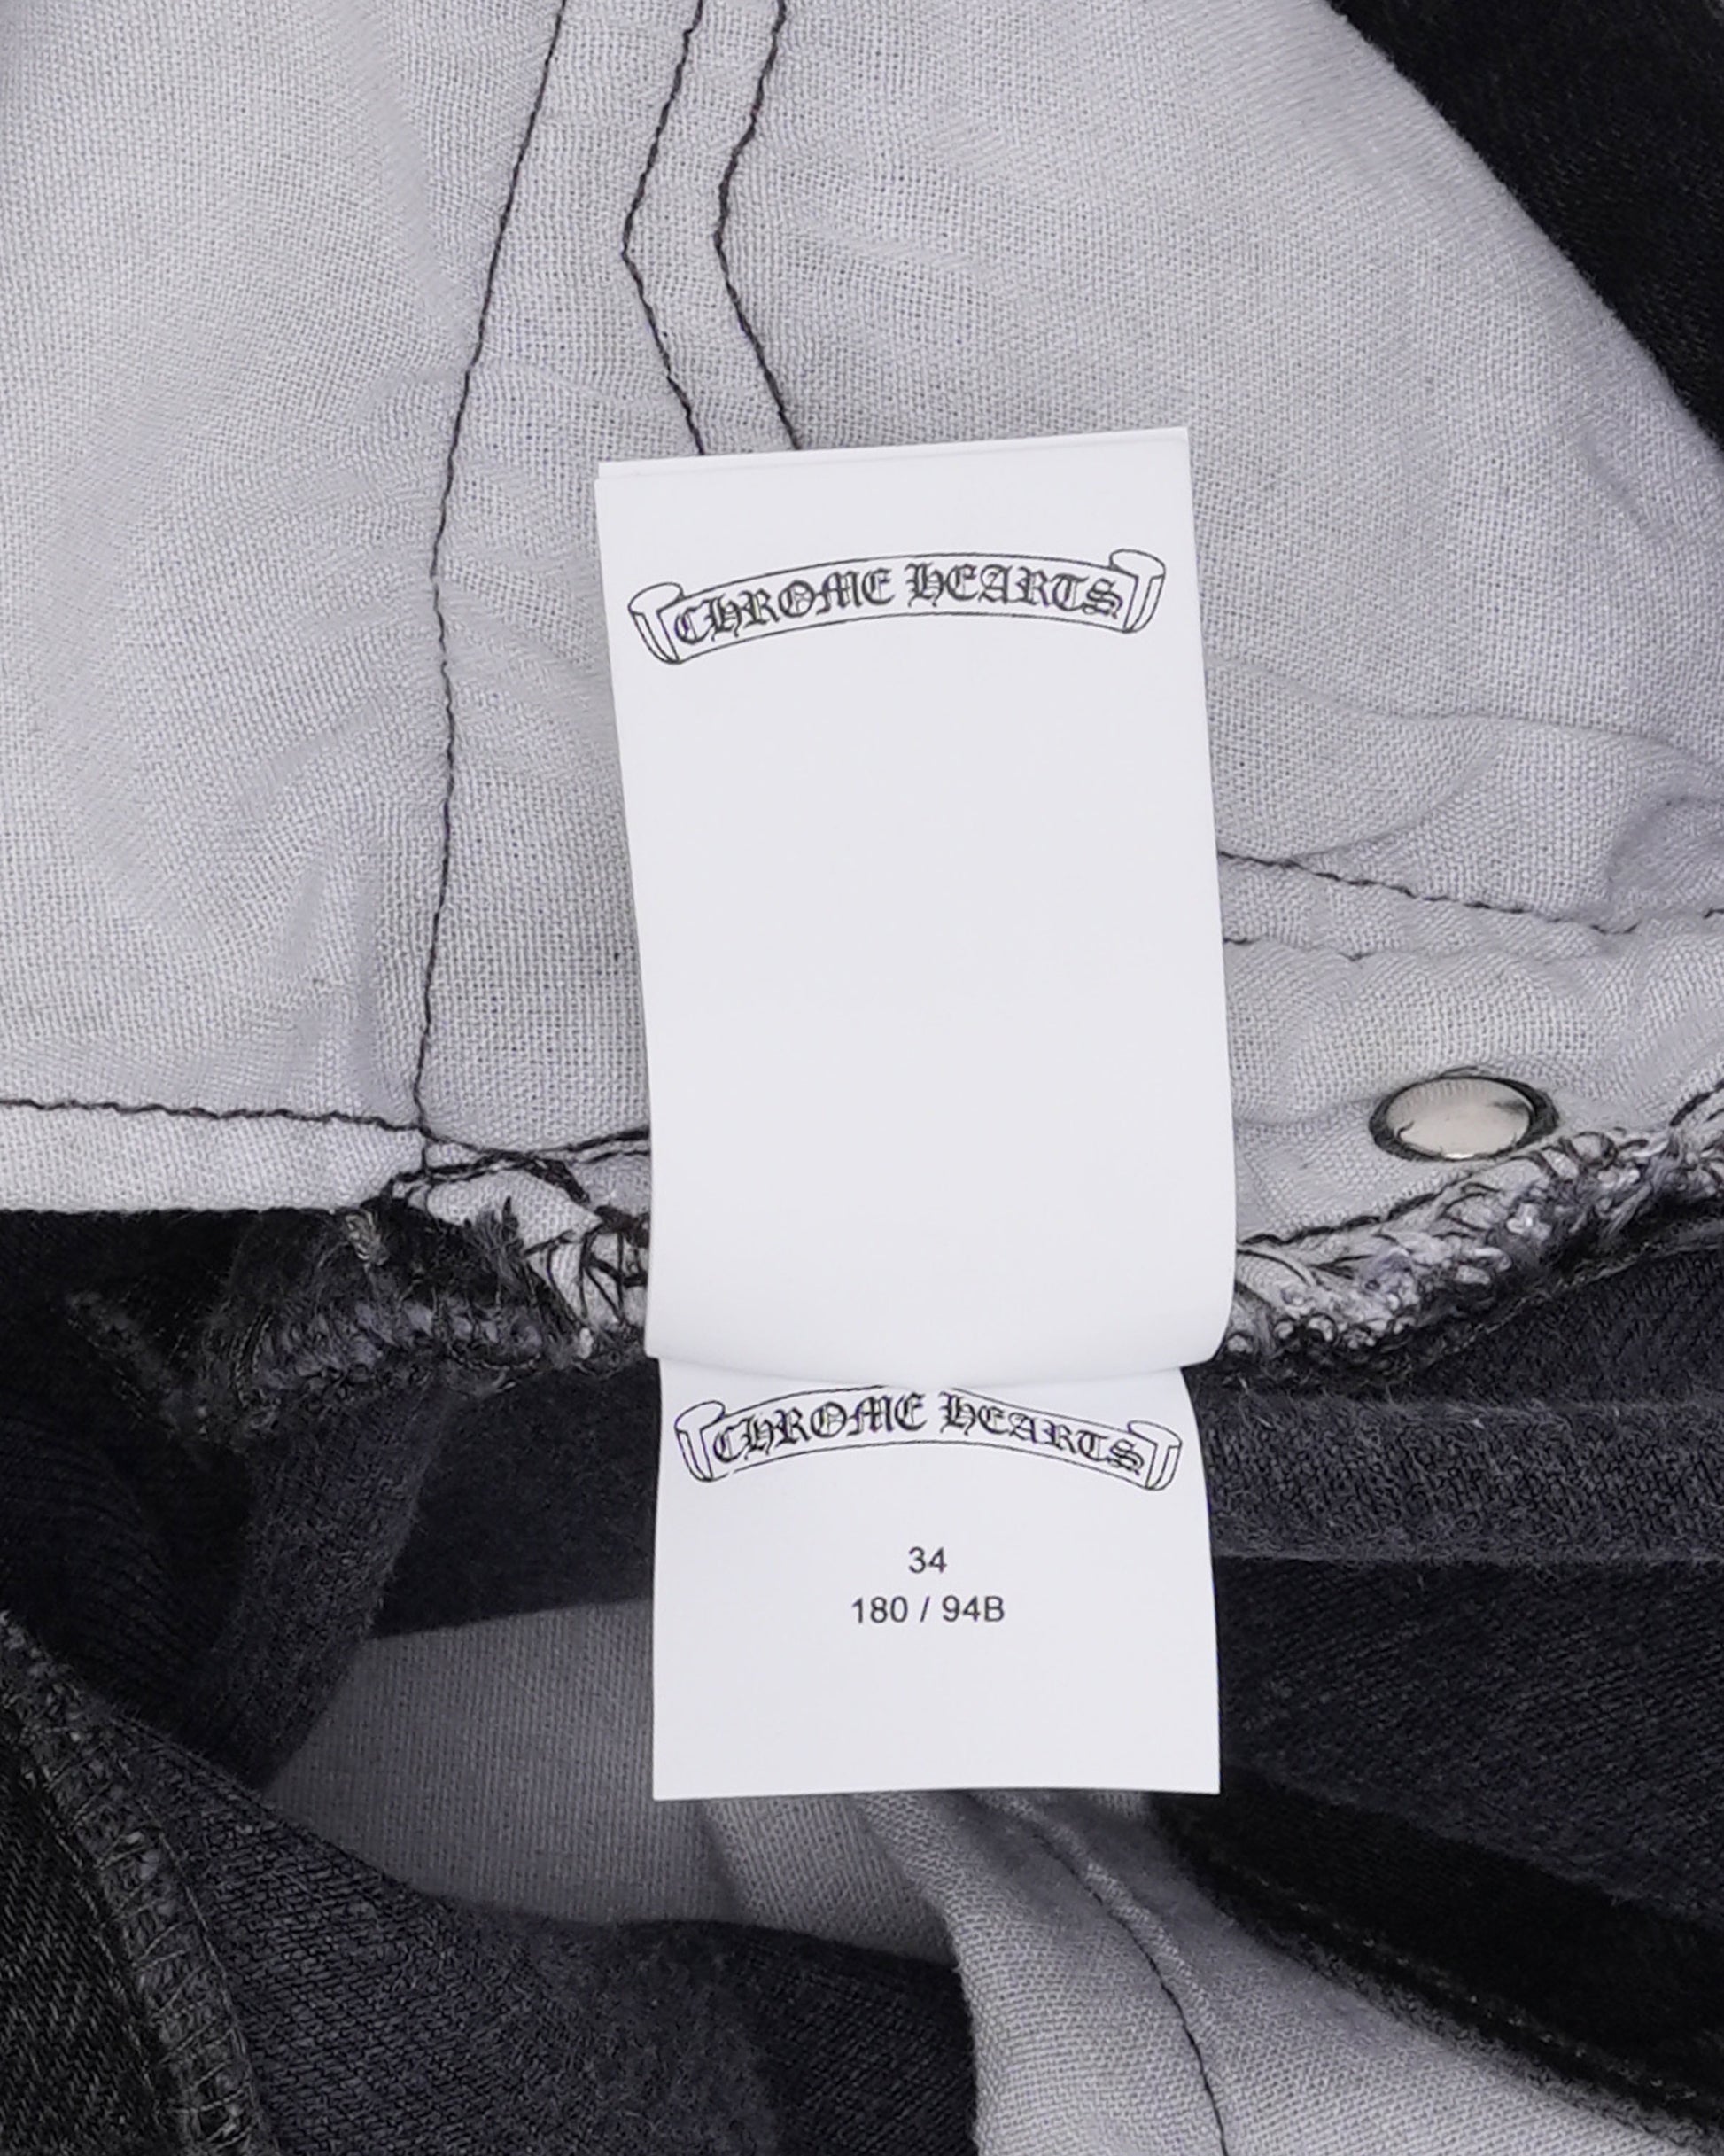 CHROME HEARTS
CHROME HEARTS
34
180 / 94B